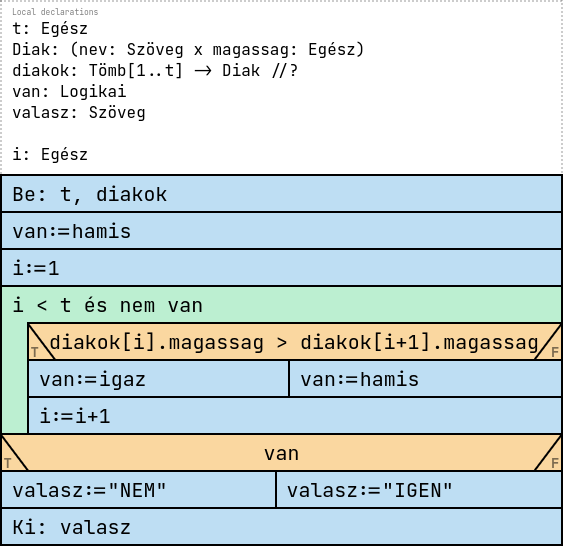 Local declarations
t: Egész
Diak: (nev: Szöveg x magassag: Egész)
diakok: Tömb[1..t] -> Diak //?
van: Logikai
valasz: Szöveg
i: Egész
Be: t, diakok
van:=hamis
i:=1
i < t és nem van
T diakok[i].magassag > diakok[i+1].magassag F
van:=igaz van:=hamis
i:=i+1
T van F
valasz:="NEM" valasz:="IGEN"
Ki: valasz